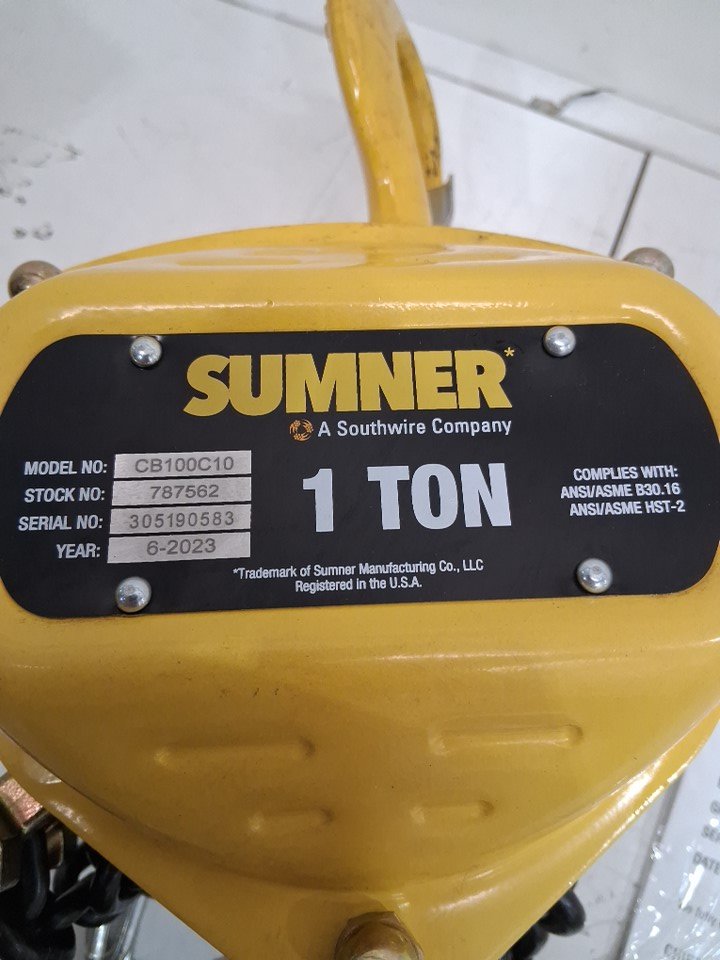 SUMNER*
A Southwire Company
MODEL NO: CB100C10
STOCK NO: 787562
SERIAL NO: 305190583
YEAR: 6-2023
1 TON
COMPLIES WITH:
ANSI/ASME B30.16
ANSI/ASME HST-2
*Trademark of Sumner Manufacturing Co., LLC
Registered in the U.S.A.